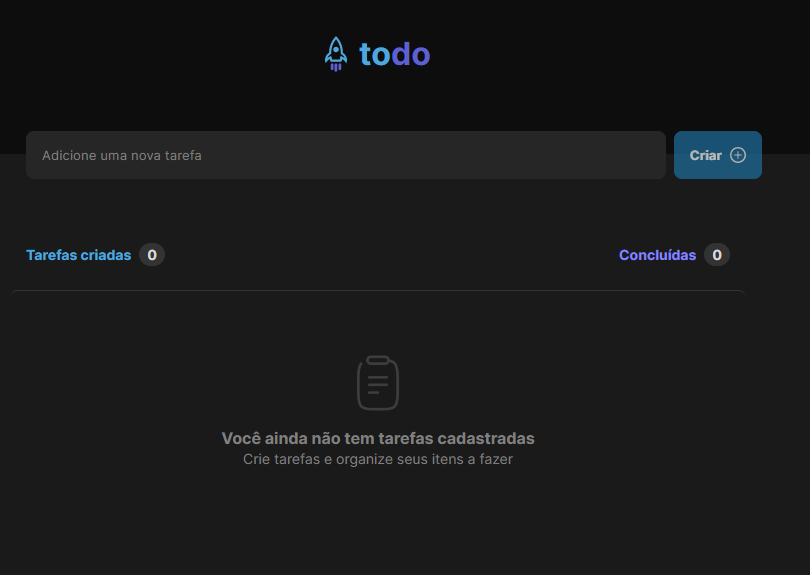 todo
Adicione uma nova tarefa
Criar
Tarefas criadas 0
Concluídas 0
Você ainda não tem tarefas cadastradas
Crie tarefas e organize seus itens a fazer